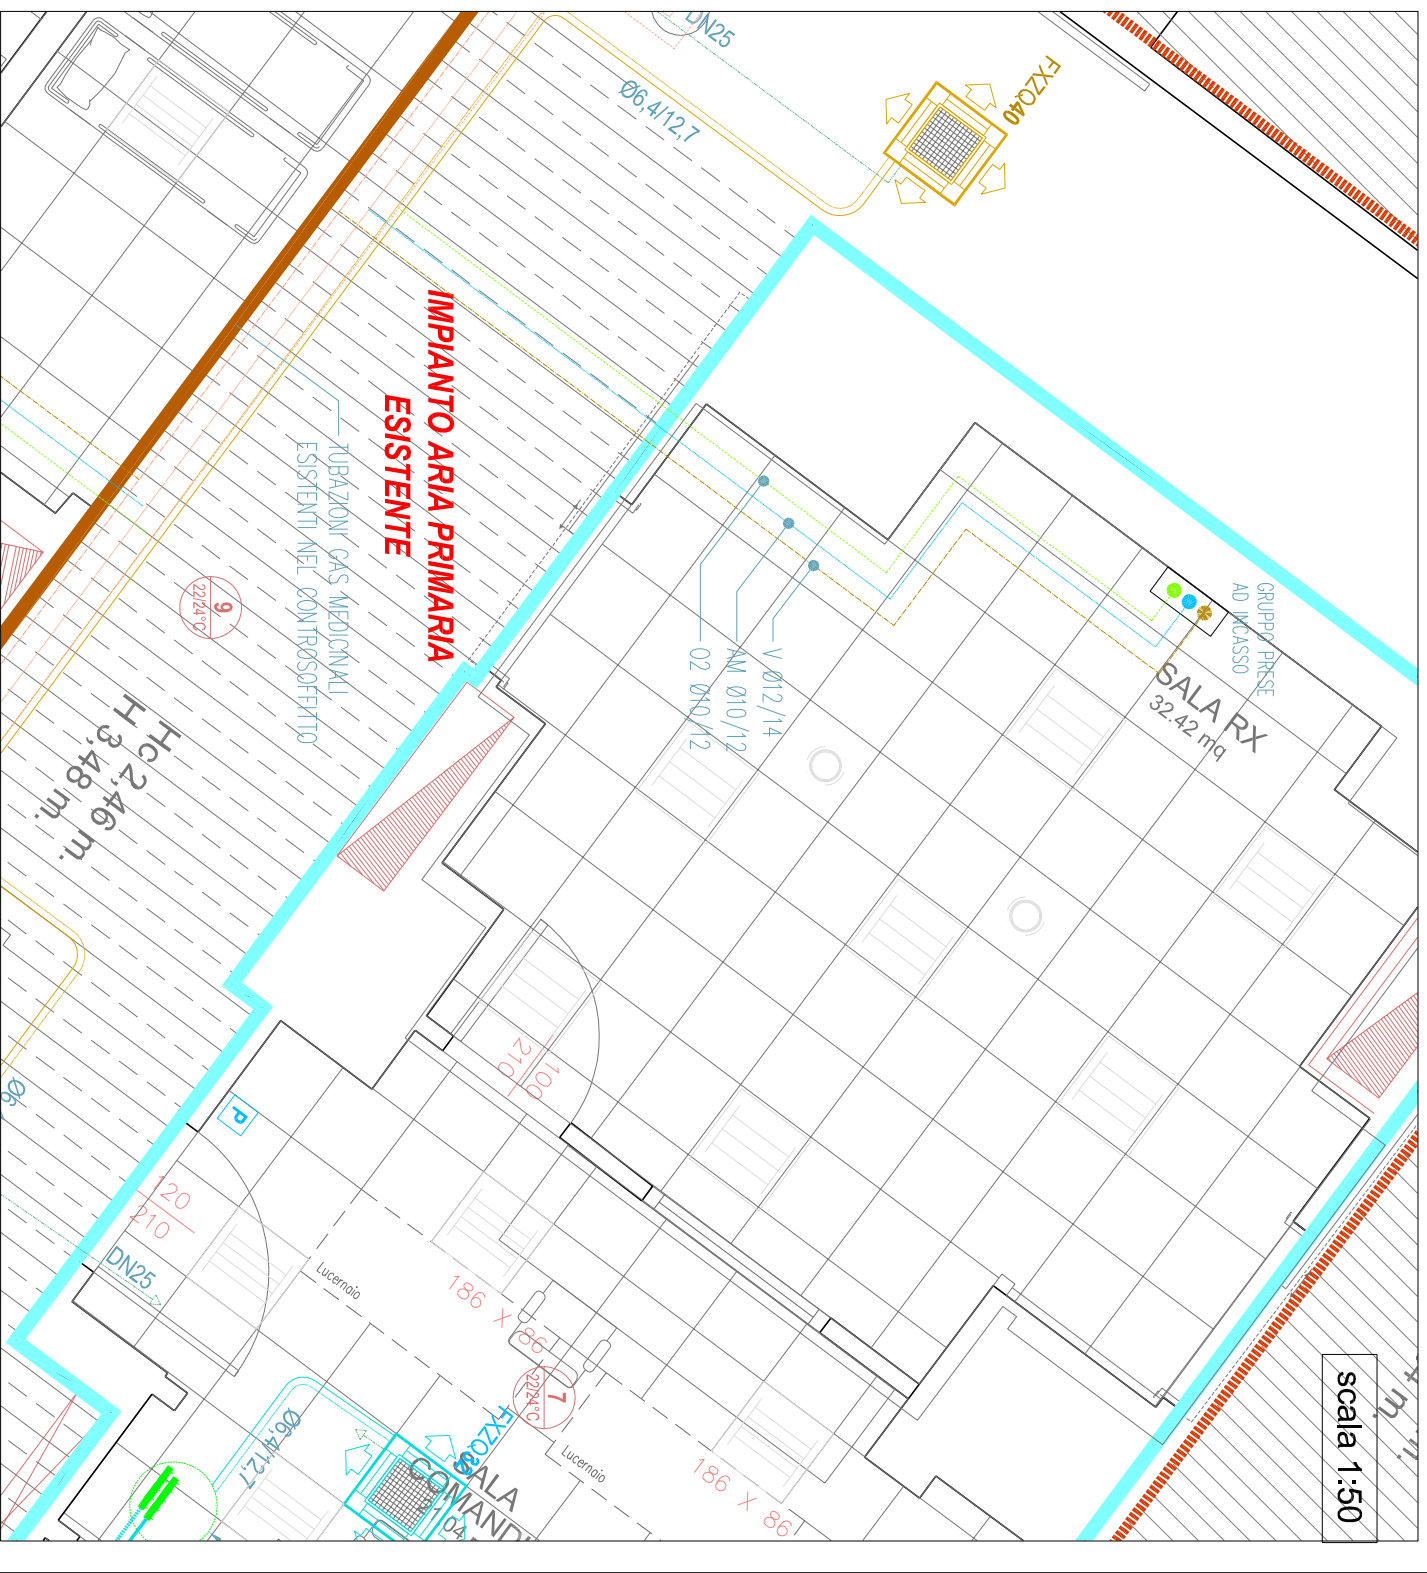 DN25
Ø6,4/12,7
FXZQ40
IMPIANTO ARIA PRIMARIA
ESISTENTE
TUBAZIONI GAS MEDICINALI
ESISTENTI NEL CONTROSOFFITTO
9
22/24°C
Hc 2,46 m.
H 3,48 m.
V Ø12/14
AM Ø10/12
O2 Ø10/12
GRUPPO PRESE
AD INCASSO
SALA RX
32.42 mq
100
210
P
120
210
DN25
Lucernaio
186 X 86
7
22/24°C
Lucernaio
186 X 86
Ø6,4/12,7
SALA
scala 1:50